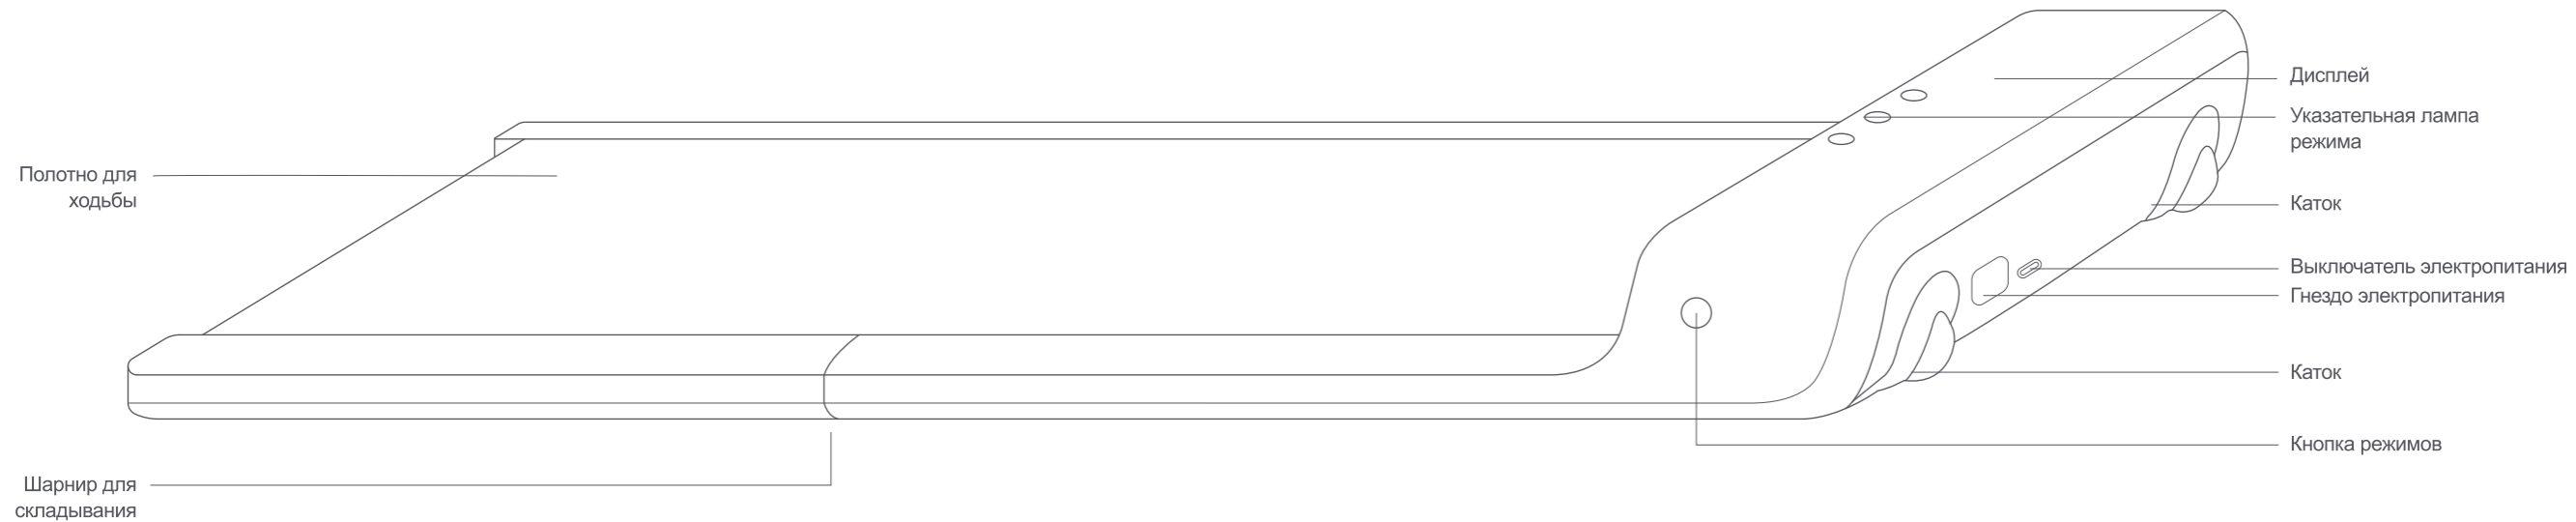 Полотно для
ходьбы
Шарнир для
складывания
Дисплей
Указательная лампа
режима
Каток
Выключатель электропитания
Гнездо электропитания
Каток
Кнопка режимов